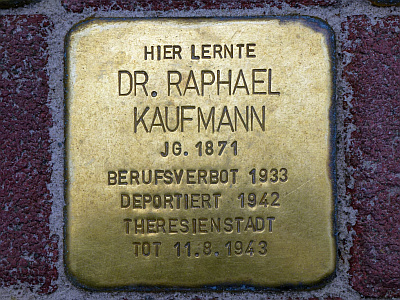 HIER LERNTE
DR. RAPHAEL
KAUFMANN
JG. 1871
BERUFSVERBOT 1933
DEPORTIERT 1942
THERESIENSTADT
TOT 11.8.1943